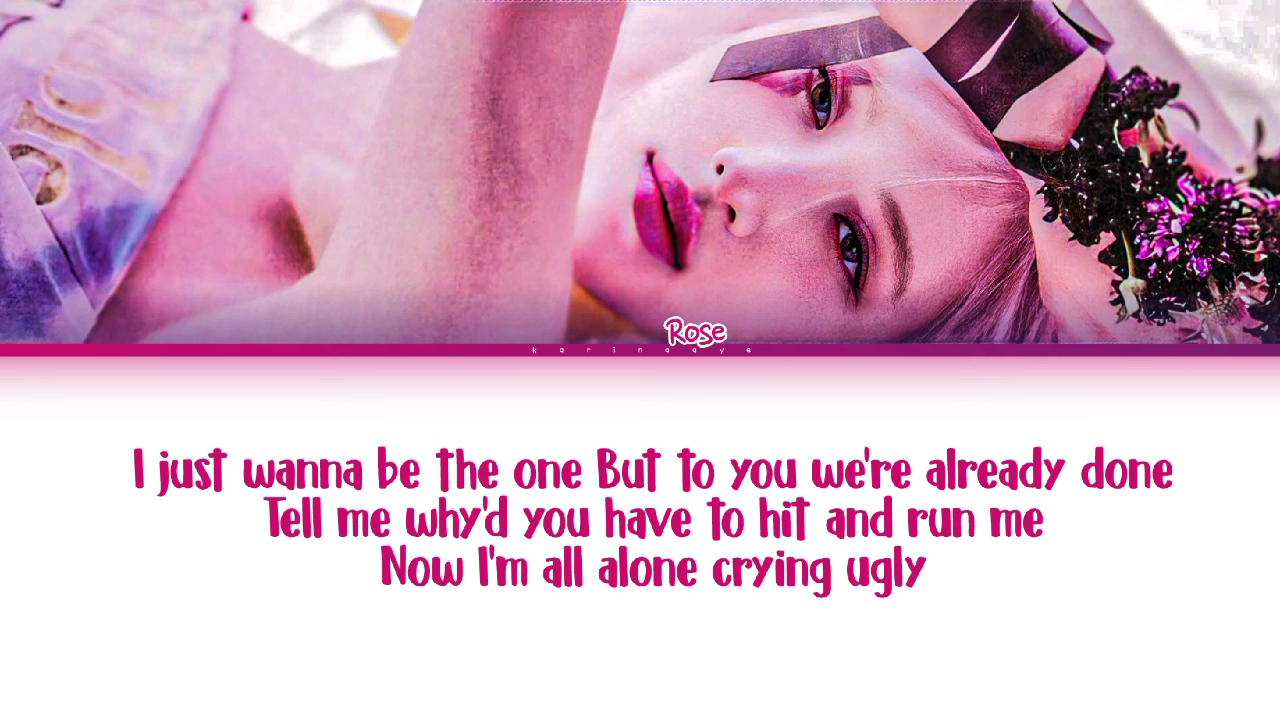 Rose
karinaaye
I just wanna be the one But to you we're already done
Tell me why'd you have to hit and run me
Now I'm all alone crying ugly